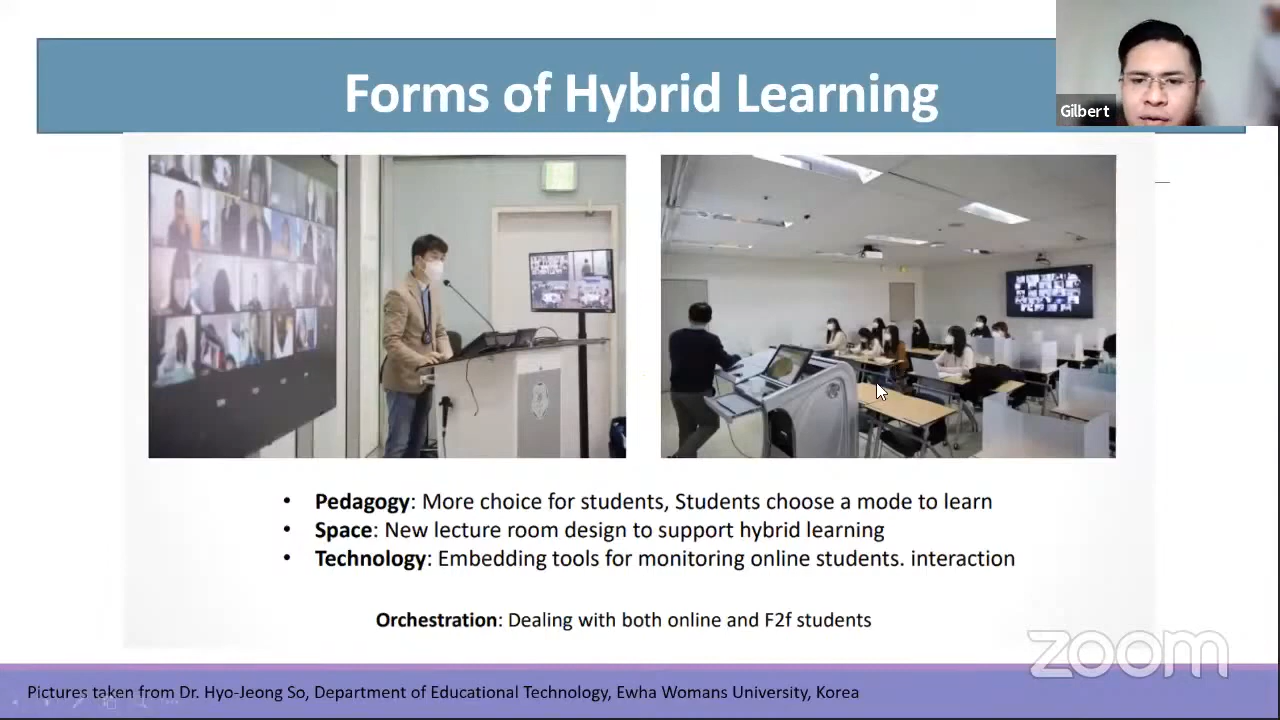 Forms of Hybrid Learning
Gilbert
• Pedagogy: More choice for students, Students choose a mode to learn
• Space: New lecture room design to support hybrid learning
• Technology: Embedding tools for monitoring online students. interaction
Orchestration: Dealing with both online and F2f students
zoom
Pictures taken from Dr. Hyo-Jeong So, Department of Educational Technology, Ewha Womans University, Korea